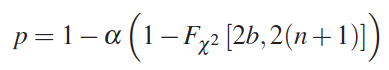 p = 1 − α (1 − F_{χ²} [2b, 2(n+1)])